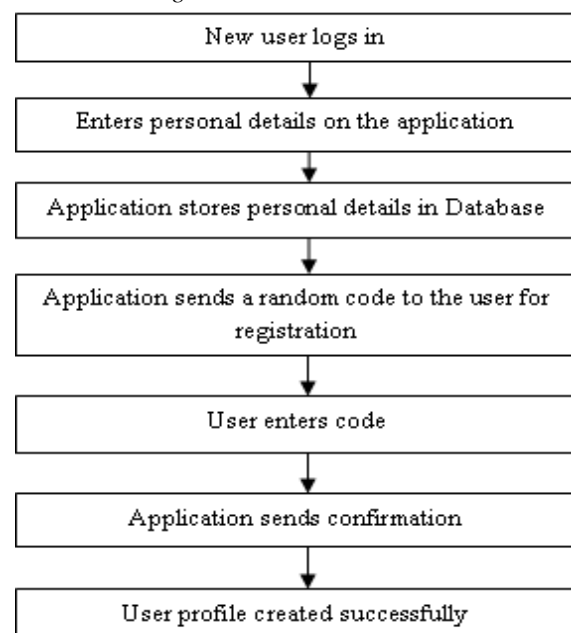 New user logs in
Enters personal details on the application
Application stores personal details in Database
Application sends a random code to the user for
registration
User enters code
Application sends confirmation
User profile created successfully